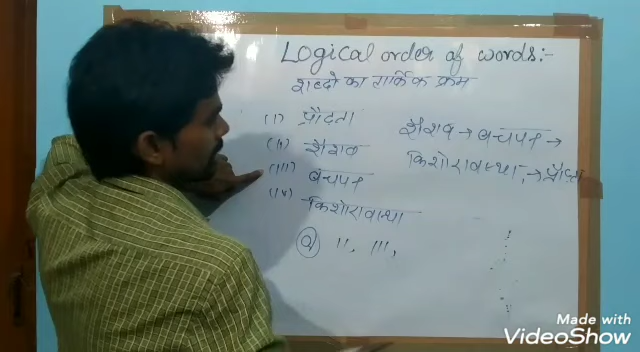 Logical order of words:-
शब्दो का तार्किक क्रम
(i) प्रौढता
(ii) शैशव
(iii) बचपन
(iv) किशोरावस्था
शैशव → बचपन →
किशोरावस्था, → प्रौढ़ता
(a) ii, iii,
Made with
VideoShow